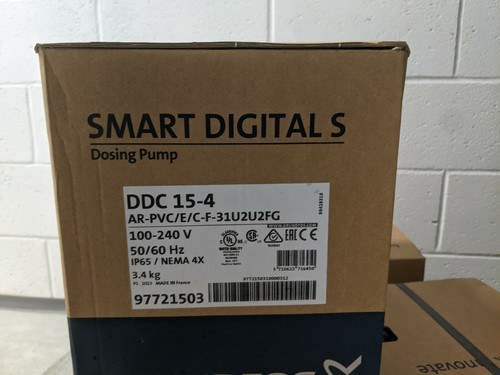 SMART DIGITAL S
Dosing Pump
DDC 15-4
AR-PVC/E/C-F-31U2U2FG
100-240 V
50/60 Hz
IP65 / NEMA 4X
3.4 kg
MADE IN France
97721503
novate